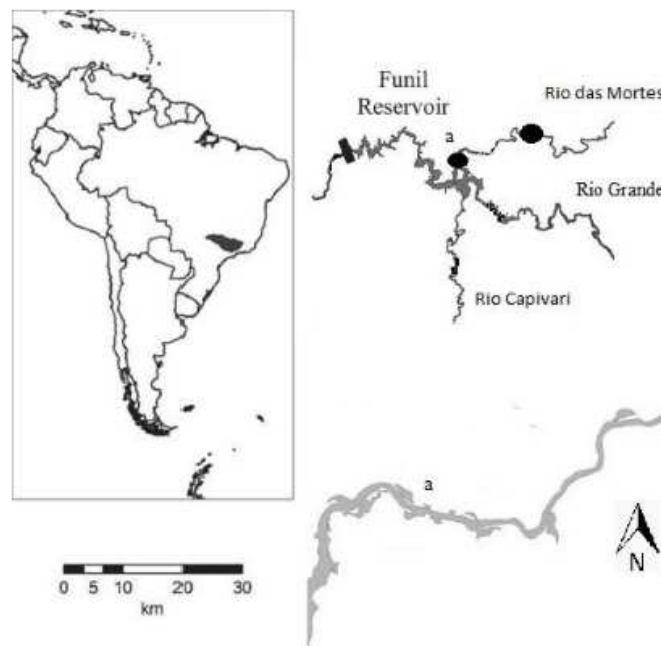 Funil
Reservoir
Rio das Mortes
a
Rio Grande
Rio Capivari
a
N
0 5 10 20 30
km